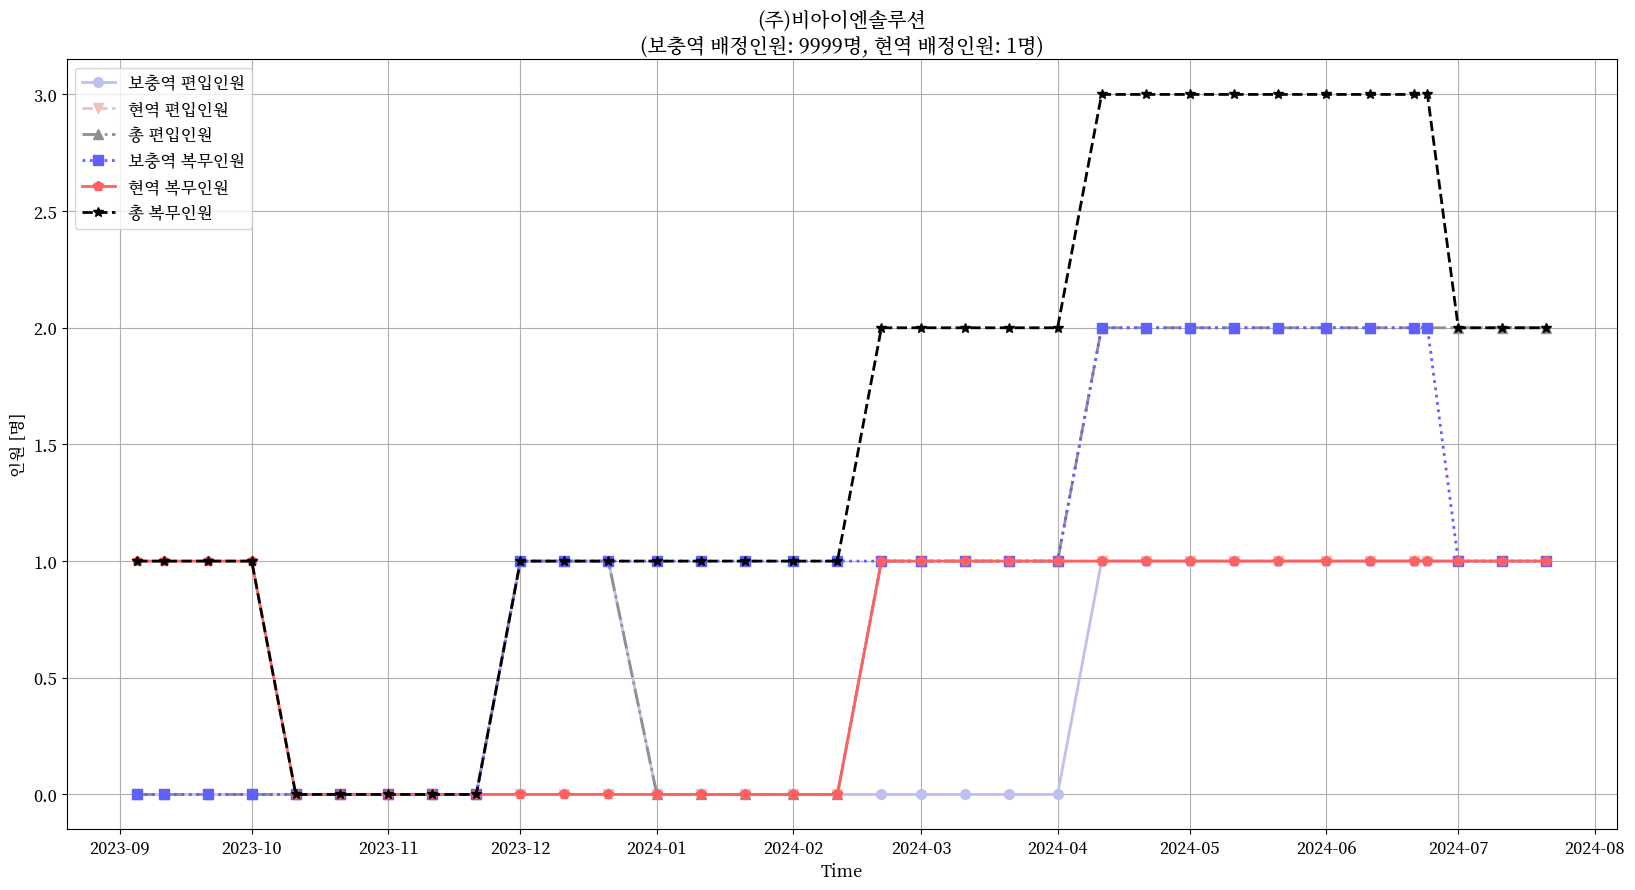 (주)비아이엔솔루션
(보충역 배정인원: 9999명, 현역 배정인원: 1명)
보충역 편입인원
현역 편입인원
총 편입인원
보충역 복무인원
현역 복무인원
총 복무인원
인원 [명]
3.0
2.5
2.0
1.5
1.0
0.5
0.0
2023-09 2023-10 2023-11 2023-12 2024-01 2024-02 2024-03 2024-04 2024-05 2024-06 2024-07 2024-08
Time